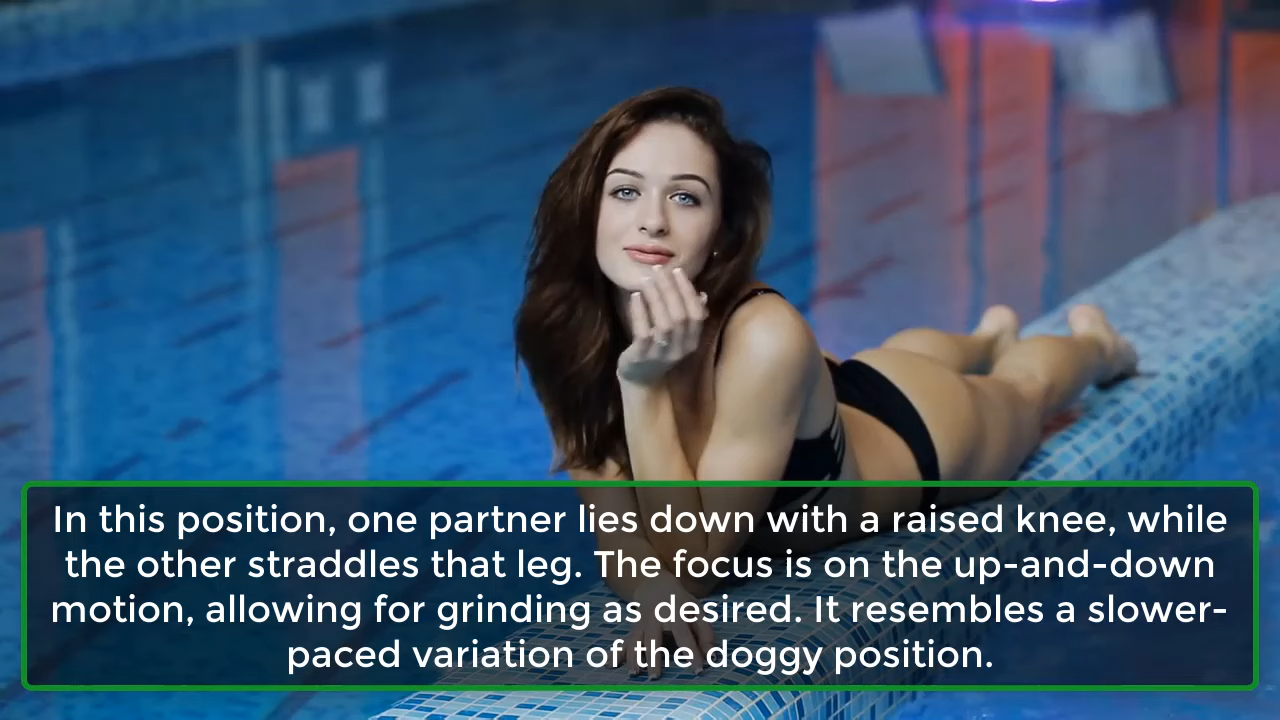 In this position, one partner lies down with a raised knee, while
the other straddles that leg. The focus is on the up-and-down
motion, allowing for grinding as desired. It resembles a slower-
paced variation of the doggy position.